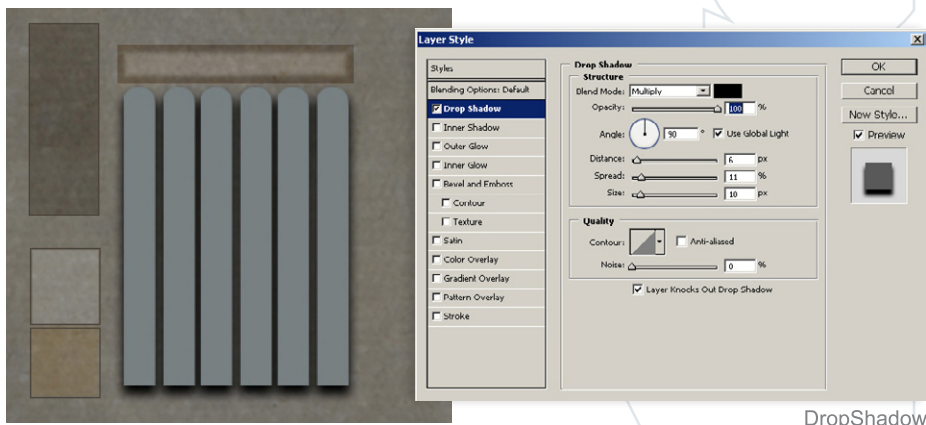 Layer Style
Styles
Blending Options: Default
Drop Shadow
Inner Shadow
Outer Glow
Inner Glow
Bevel and Emboss
Contour
Texture
Satin
Color Overlay
Gradient Overlay
Pattern Overlay
Stroke
Drop Shadow
Structure
Blend Mode: Multiply
Opacity: 100 %
Angle: 90 ° Use Global Light
Distance: 6 px
Spread: 11 %
Size: 10 px
Quality
Contour: Anti-aliased
Noise: 0 %
Layer Knocks Out Drop Shadow
OK
Cancel
New Style...
Preview
DropShadow